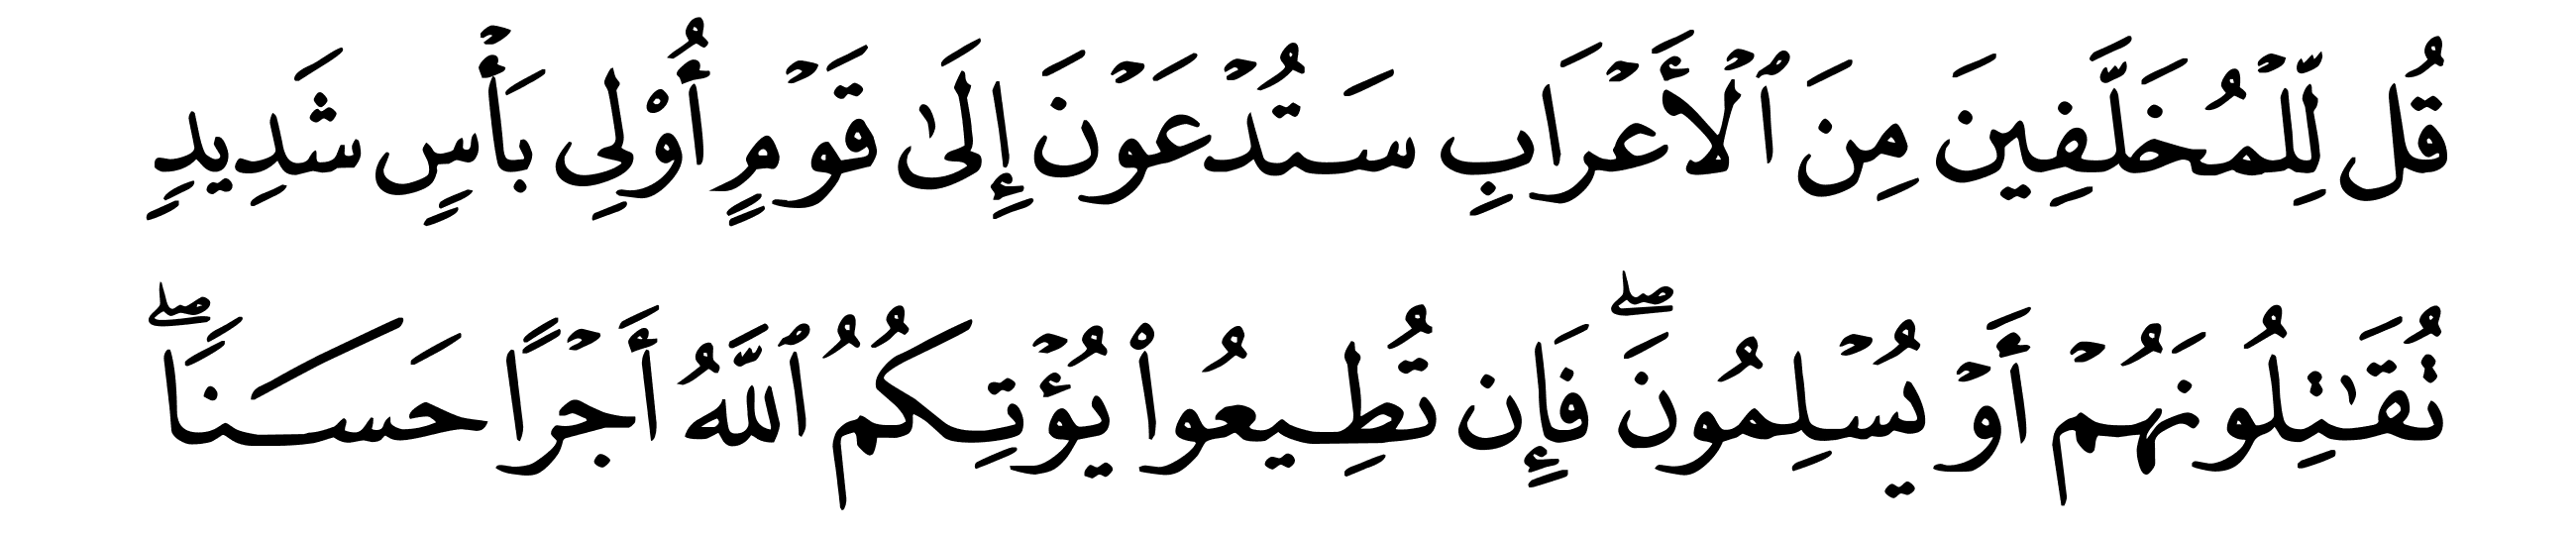 قُل لِّلۡمُخَلَّفِينَ مِنَ ٱلۡأَعۡرَابِ سَتُدۡعَوۡنَ إِلَىٰ قَوۡمٍ أُوْلِي بَأۡسٖ شَدِيدٖ
تُقَٰتِلُونَهُمۡ أَوۡ يُسۡلِمُونَۖ فَإِن تُطِيعُواْ يُؤۡتِكُمُ ٱللَّهُ أَجۡرًا حَسَنٗاۖ